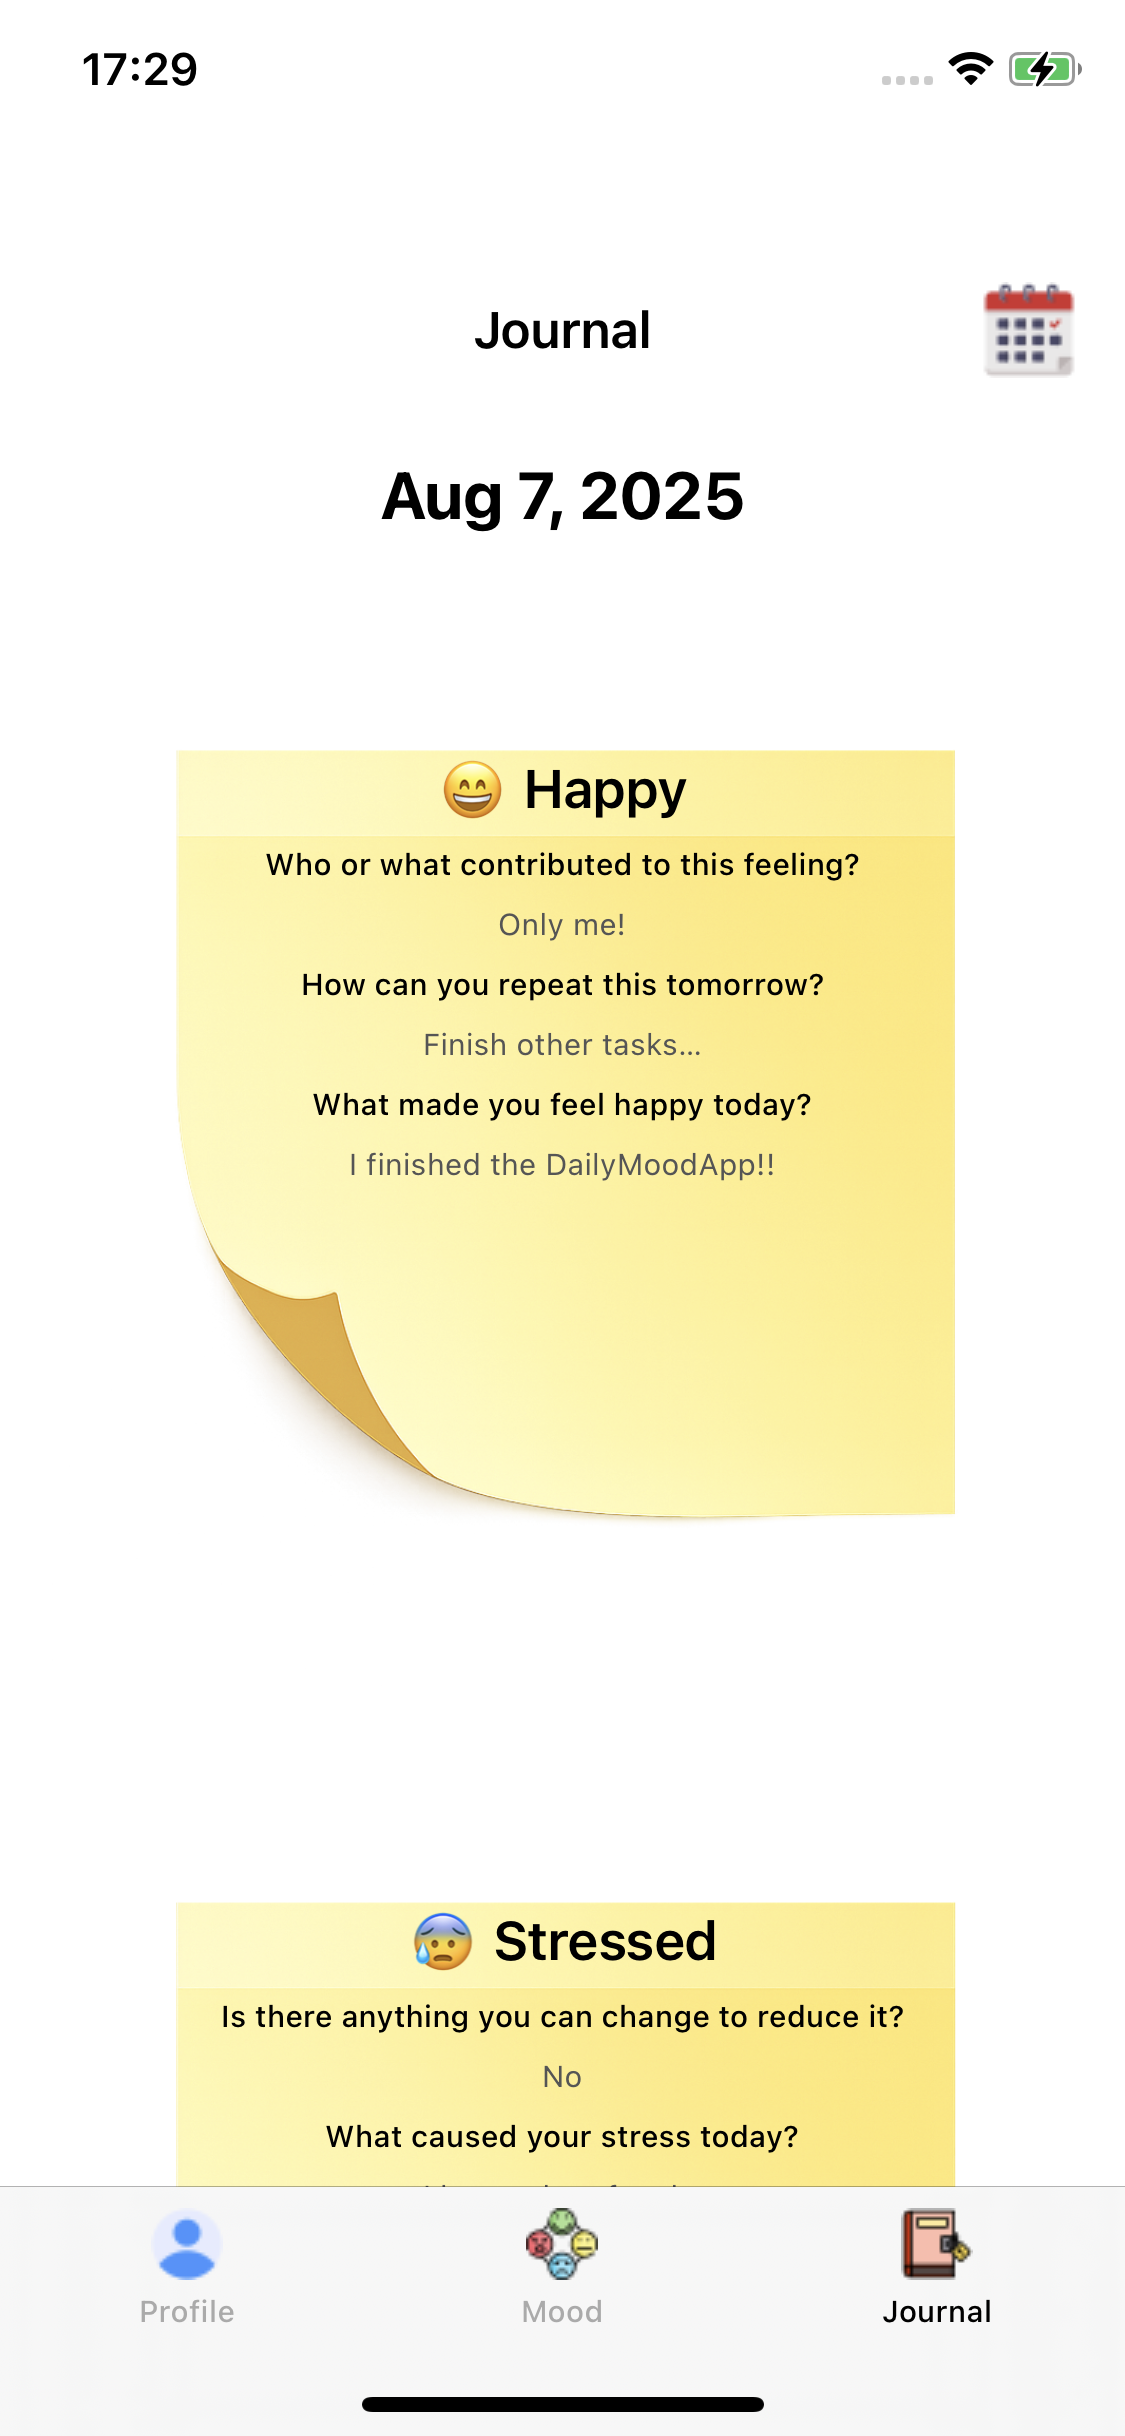 17:29
Journal
Aug 7, 2025
😄 Happy
Who or what contributed to this feeling?
Only me!
How can you repeat this tomorrow?
Finish other tasks...
What made you feel happy today?
I finished the DailyMoodApp!!
😰 Stressed
Is there anything you can change to reduce it?
No
What caused your stress today?
Profile
Mood
Journal